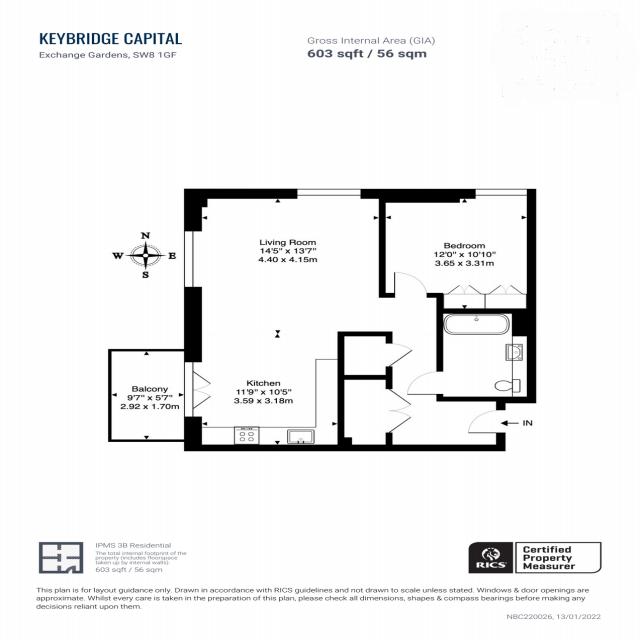 KEYBRIDGE CAPITAL
Exchange Gardens, SW8 1GF
Gross Internal Area (GIA)
603 sqft / 56 sqm
N
W E
S
Living Room
14'5" x 13'7"
4.40 x 4.15m
Bedroom
12'0" x 10'10"
3.65 x 3.31m
Kitchen
11'9" x 10'5"
3.59 x 3.18m
Balcony
9'7" x 5'7"
2.92 x 1.70m
IN
IPMS 3B Residential
The total internal footprint of the
property (includes floorspace
taken up by internal walls)
603 sqft / 56 sqm
RICS
Certified
Property
Measurer
This plan is for layout guidance only. Drawn in accordance with RICS guidelines and not drawn to scale unless stated. Windows & door openings are
approximate. Whilst every care is taken in the preparation of this plan, please check all dimensions, shapes & compass bearings before making any
decisions reliant upon them.
NBC220026, 13/01/2022